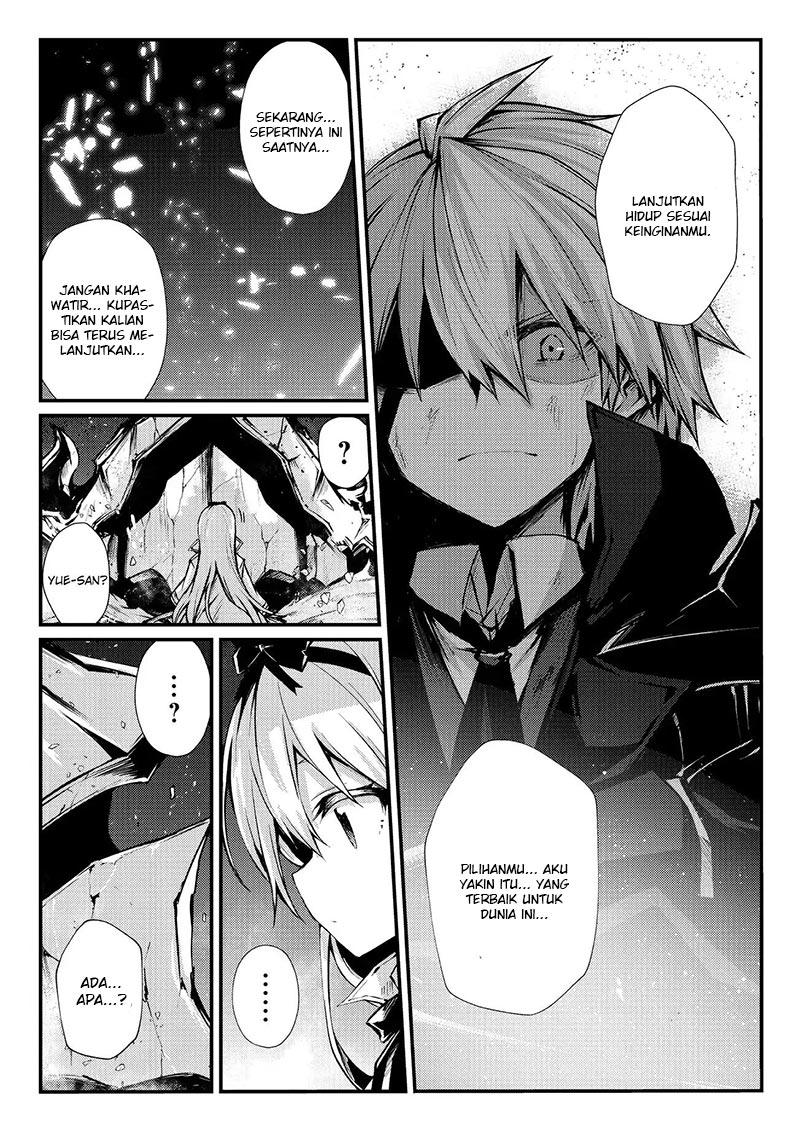 LANJUTKAN
HIDUP SESUAI
KEINGINANMU.
PILIHANMU... AKU
YAKIN ITU... YANG
TERBAIK UNTUK
DUNIA INI...
SEKARANG...
SEPERTINYA INI
SAATNYA...
JANGAN KHA-
WATIR... KUPAS-
TIKAN KALIAN
BISA TERUS ME-
LANJUTKAN...
?
YUE-SAN?
...
?
......
ADA...
APA...?